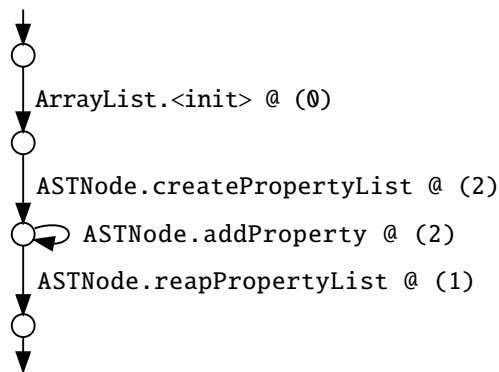 ArrayList.<init> @ (0)
ASTNode.createPropertyList @ (2)
ASTNode.addProperty @ (2)
ASTNode.reapPropertyList @ (1)